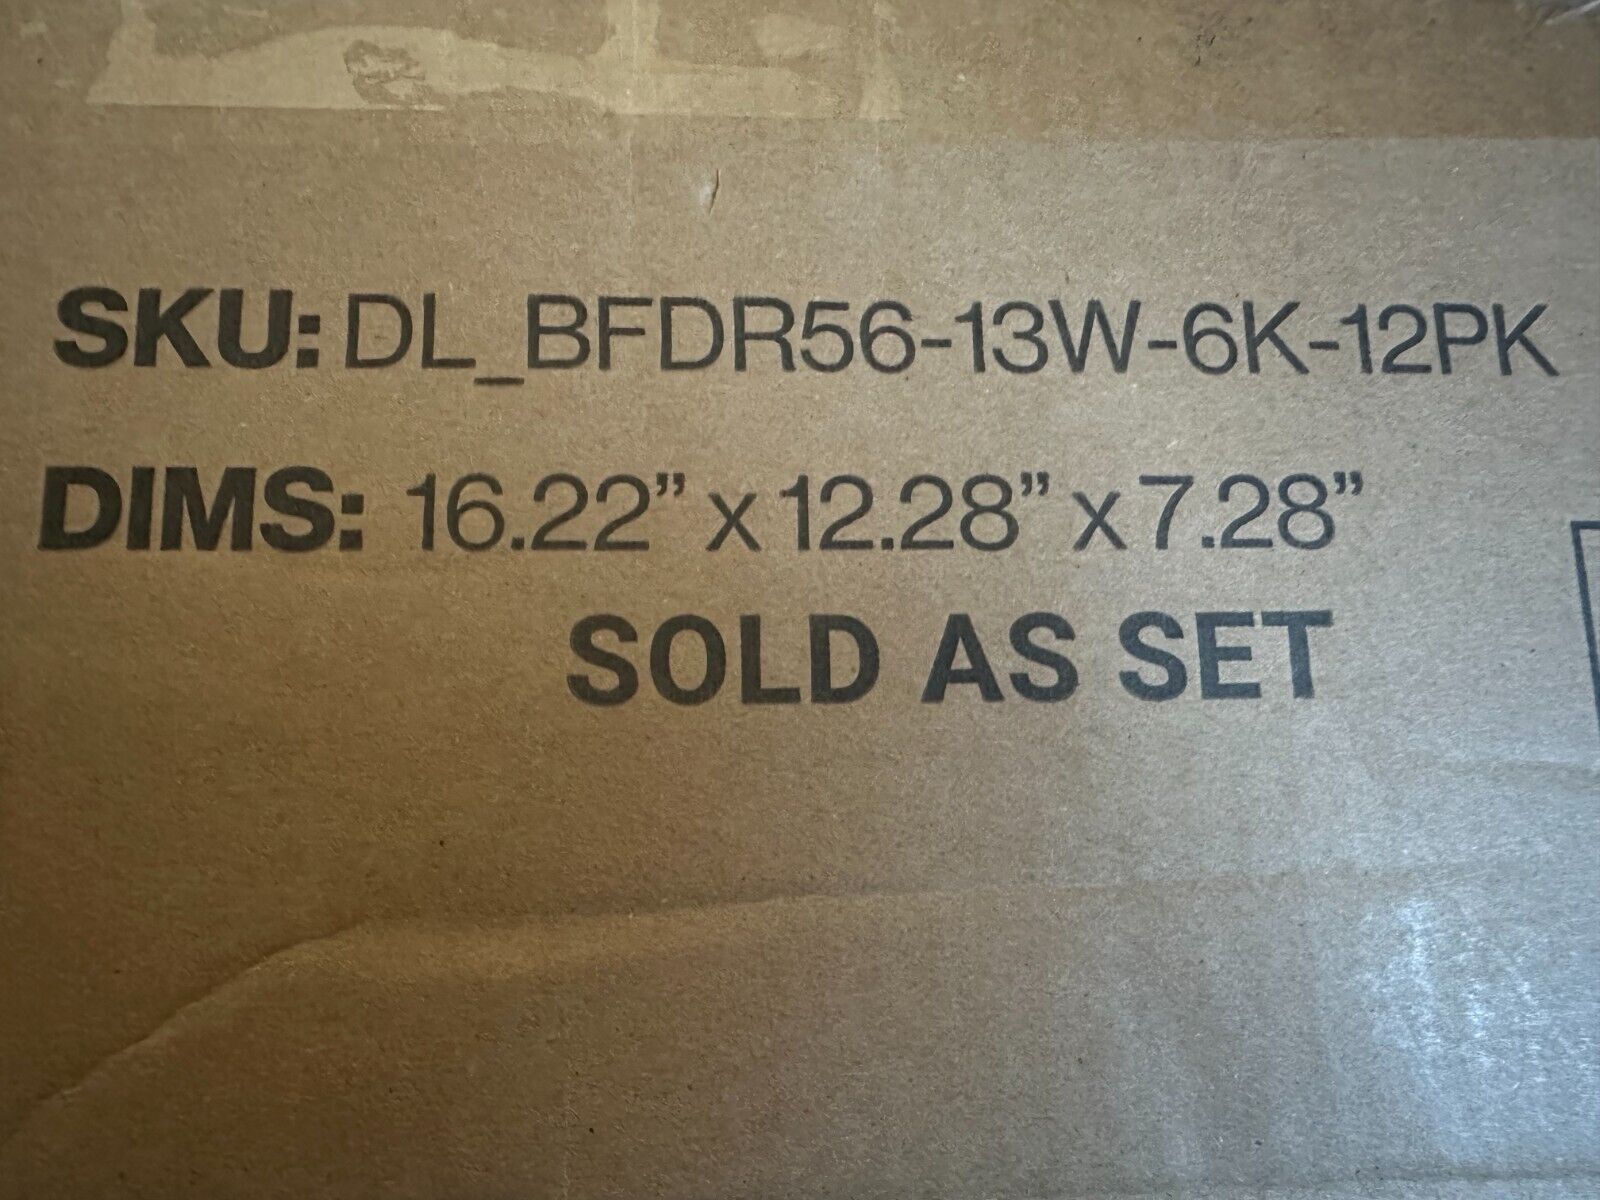 SKU: DL_BFDR56-13W-6K-12PK
DIMS: 16.22” x 12.28” x 7.28”
SOLD AS SET